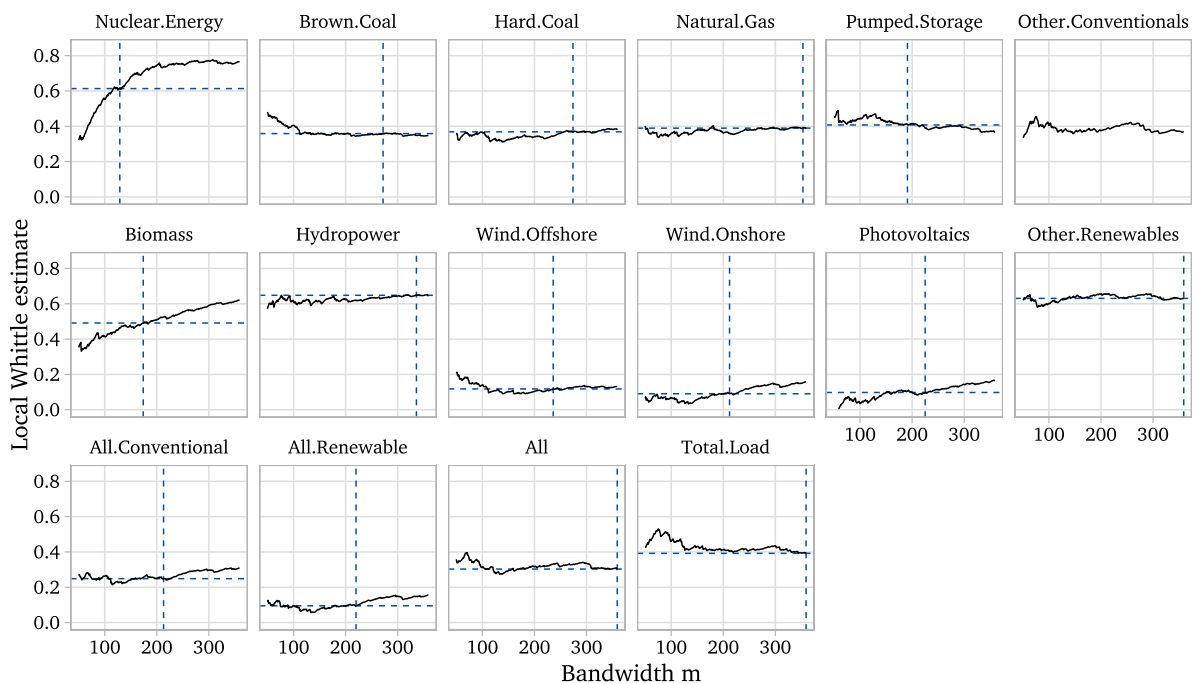 Nuclear.Energy Brown.Coal Hard.Coal Natural.Gas Pumped.Storage Other.Conventionals
0.8
0.6
0.4
0.2
0.0
Biomass Hydropower Wind.Offshore Wind.Onshore Photovoltaics Other.Renewables
0.8
0.6
0.4
0.2
0.0
100 200 300 100 200 300
All.Conventional All.Renewable All Total.Load
0.8
0.6
0.4
0.2
0.0
100 200 300 100 200 300 100 200 300 100 200 300
Local Whittle estimate
Bandwidth m